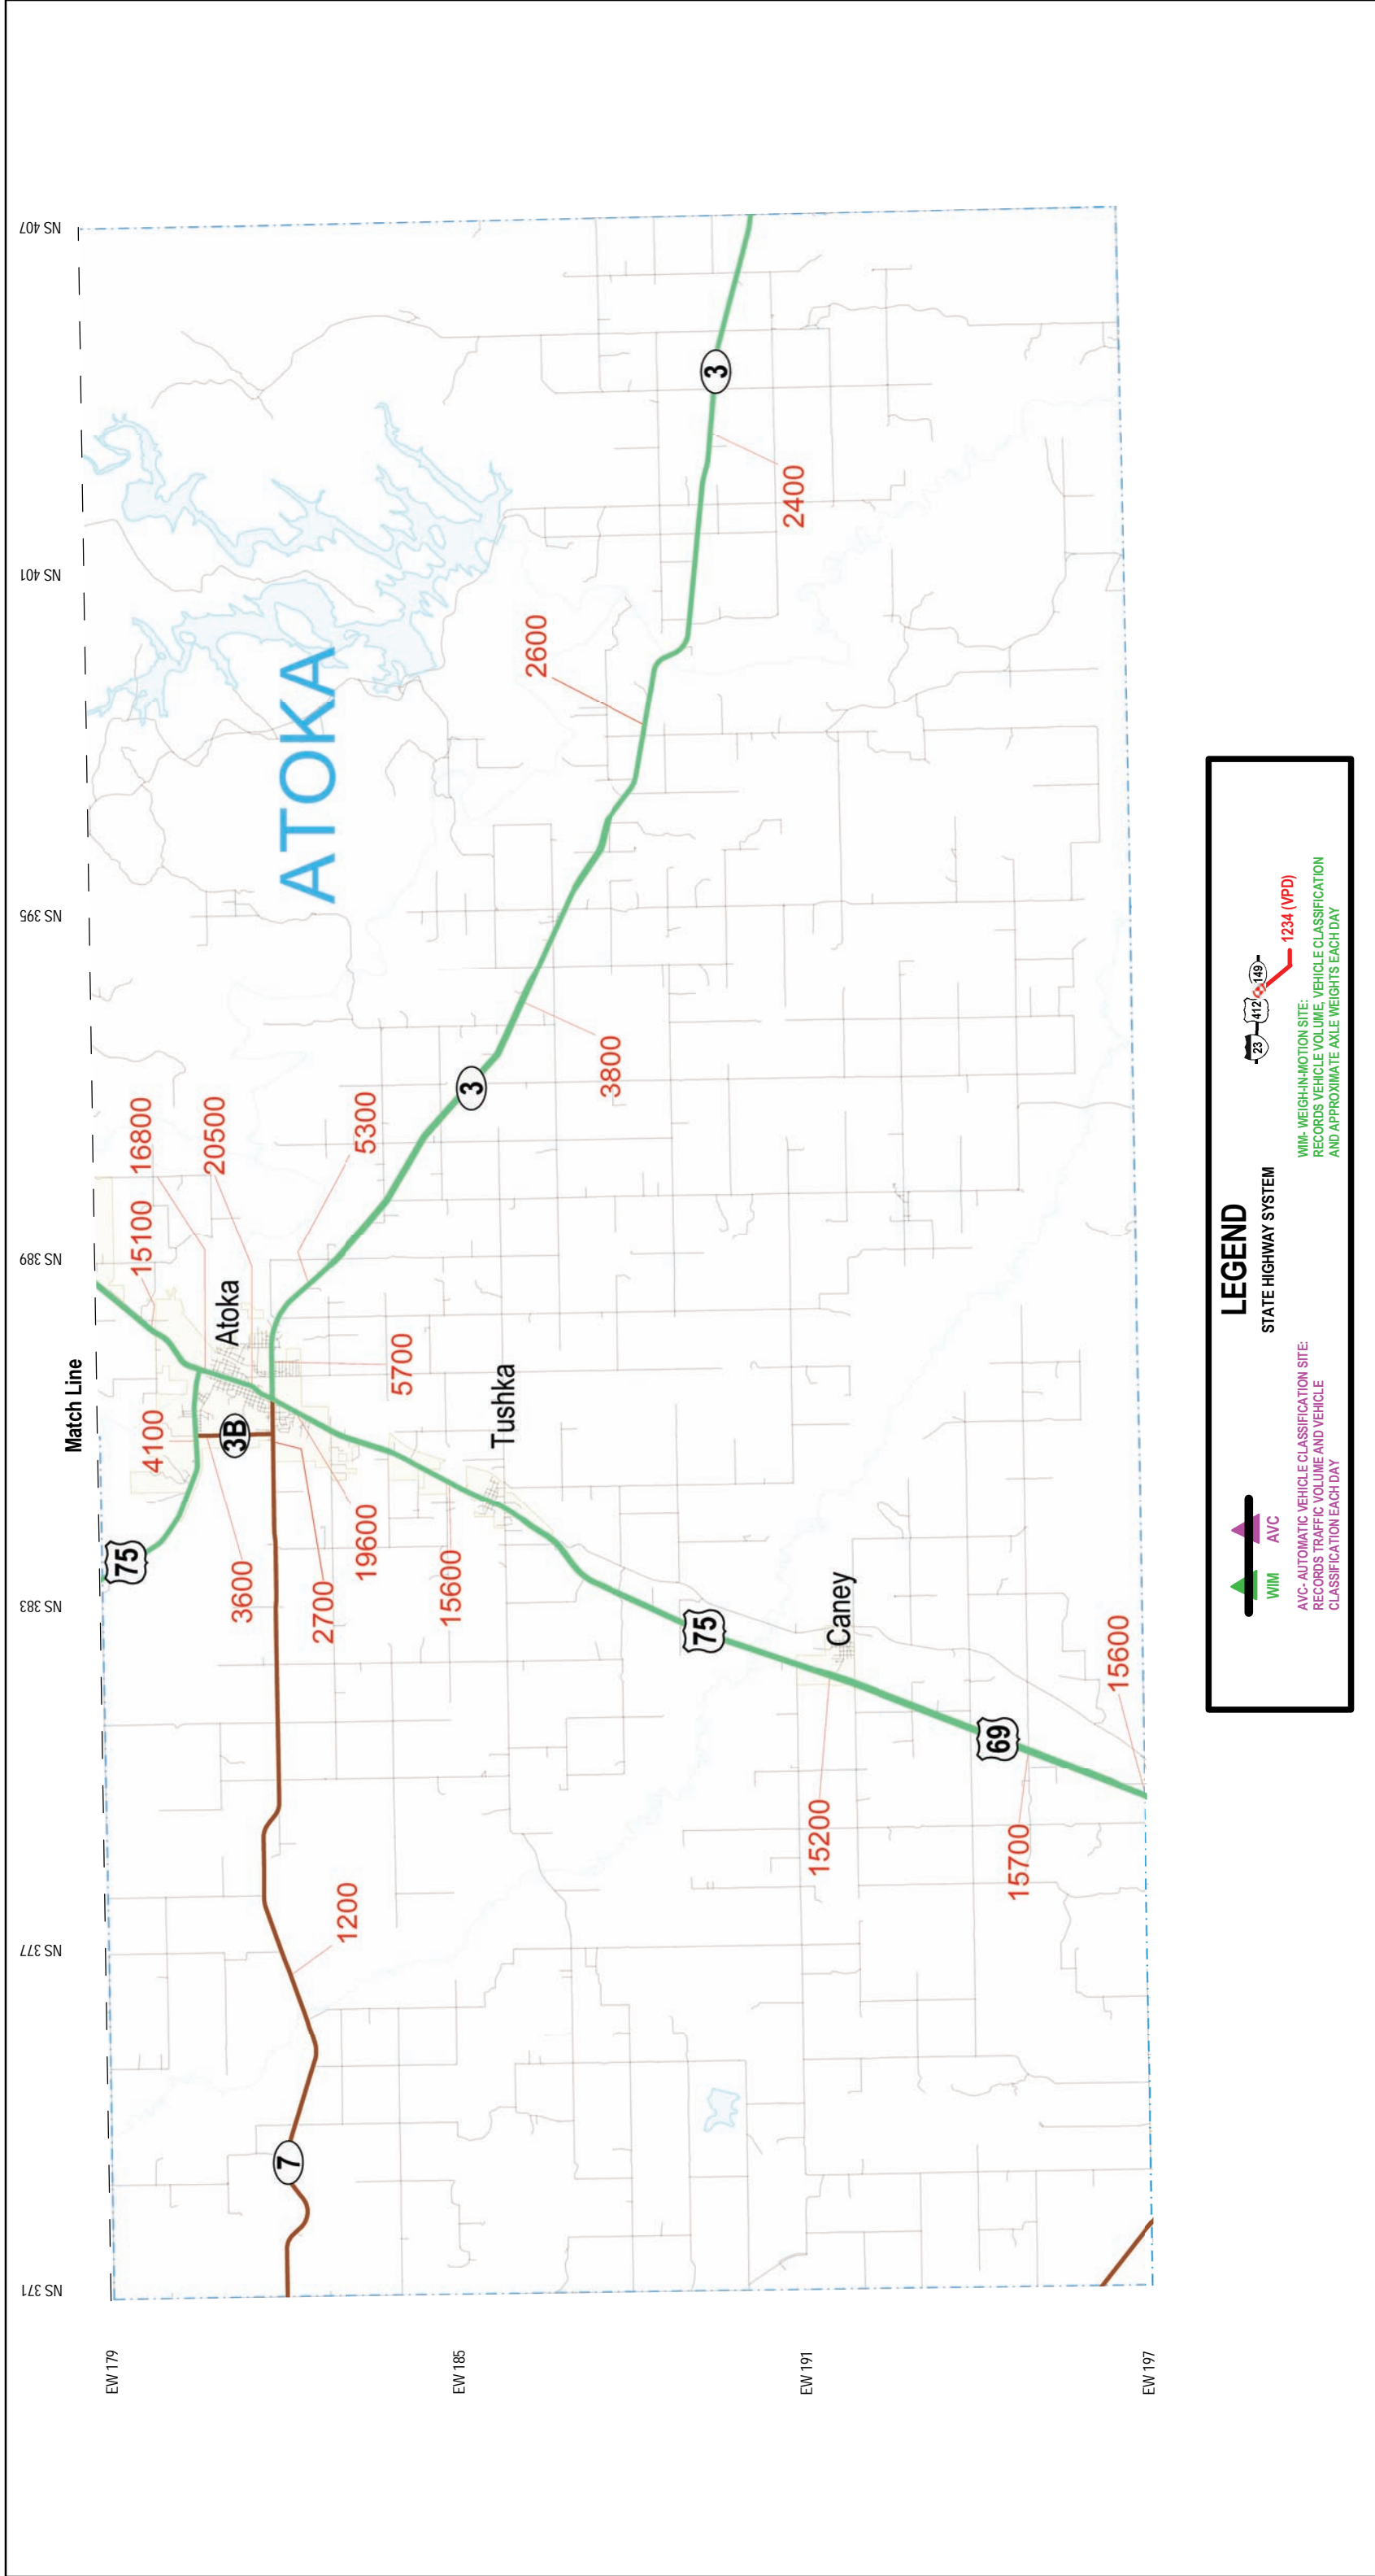 Match Line
NS 371
NS 377
NS 383
NS 389
NS 395
NS 401
NS 407
EW 179
EW 185
EW 191
EW 197
ATOKA
75
4100
15100
16800
3B
Atoka
20500
3600
2700
19600
5300
5700
7
1200
15600
Tushka
3
3800
2600
75
3
2400
15200
Caney
69
15700
15600
LEGEND
STATE HIGHWAY SYSTEM
WIM
AVC
23
412
149
1234 (VPD)
AVC- AUTOMATIC VEHICLE CLASSIFICATION SITE:
RECORDS TRAFFIC VOLUME AND VEHICLE
CLASSIFICATION EACH DAY
WIM- WEIGH-IN-MOTION SITE:
RECORDS VEHICLE VOLUME, VEHICLE CLASSIFICATION
AND APPROXIMATE AXLE WEIGHTS EACH DAY